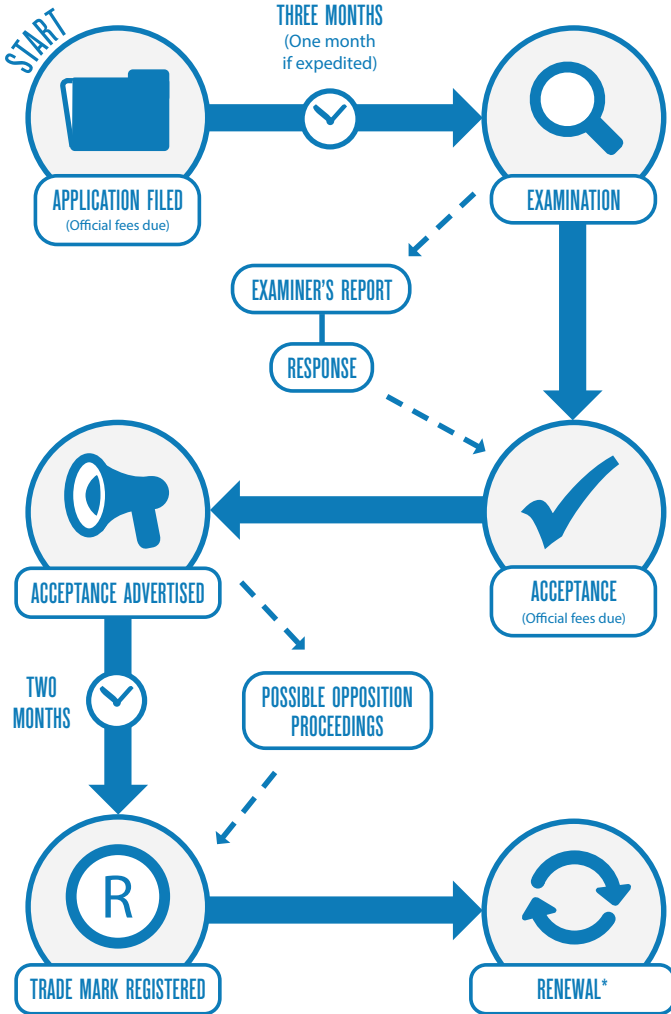 START
THREE MONTHS
(One month
if expedited)
APPLICATION FILED
(Official fees due)
EXAMINATION
EXAMINER'S REPORT
RESPONSE
ACCEPTANCE ADVERTISED
ACCEPTANCE
(Official fees due)
TWO
MONTHS
POSSIBLE OPPOSITION
PROCEEDINGS
R
TRADE MARK REGISTERED
RENEWAL*